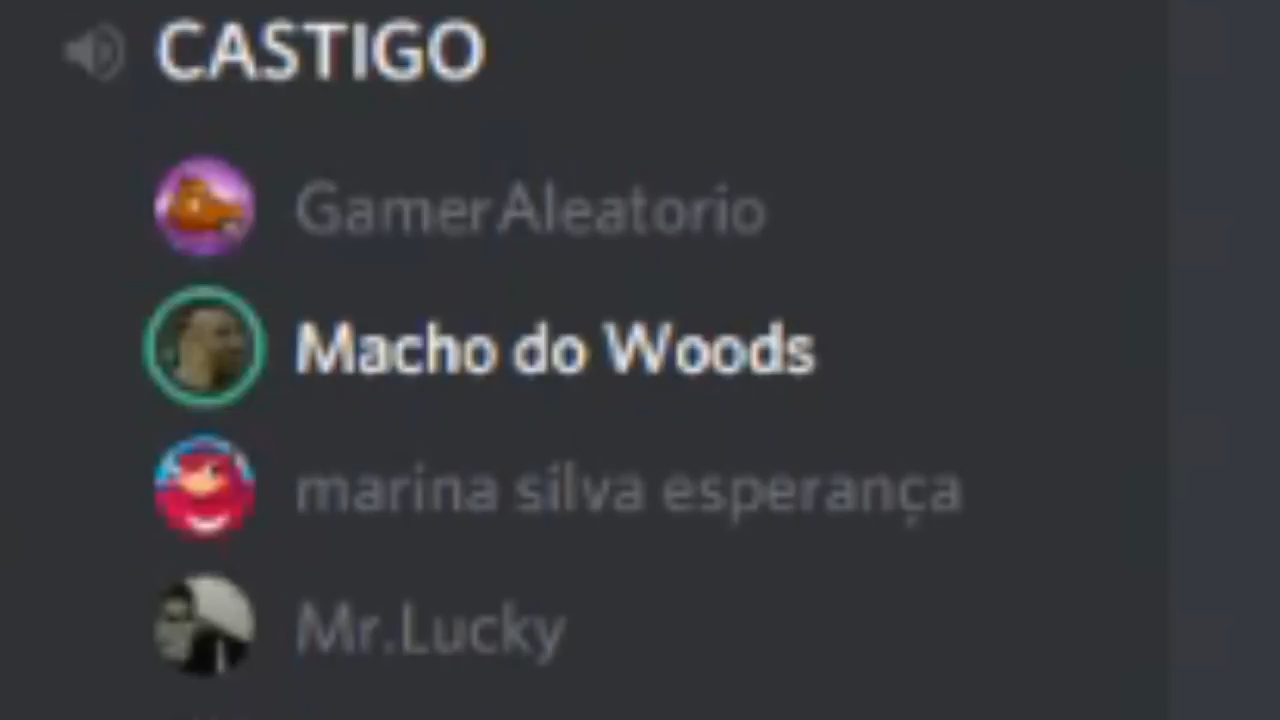 CASTIGO
GamerAleatorio
Macho do Woods
marina silva esperança
Mr.Lucky